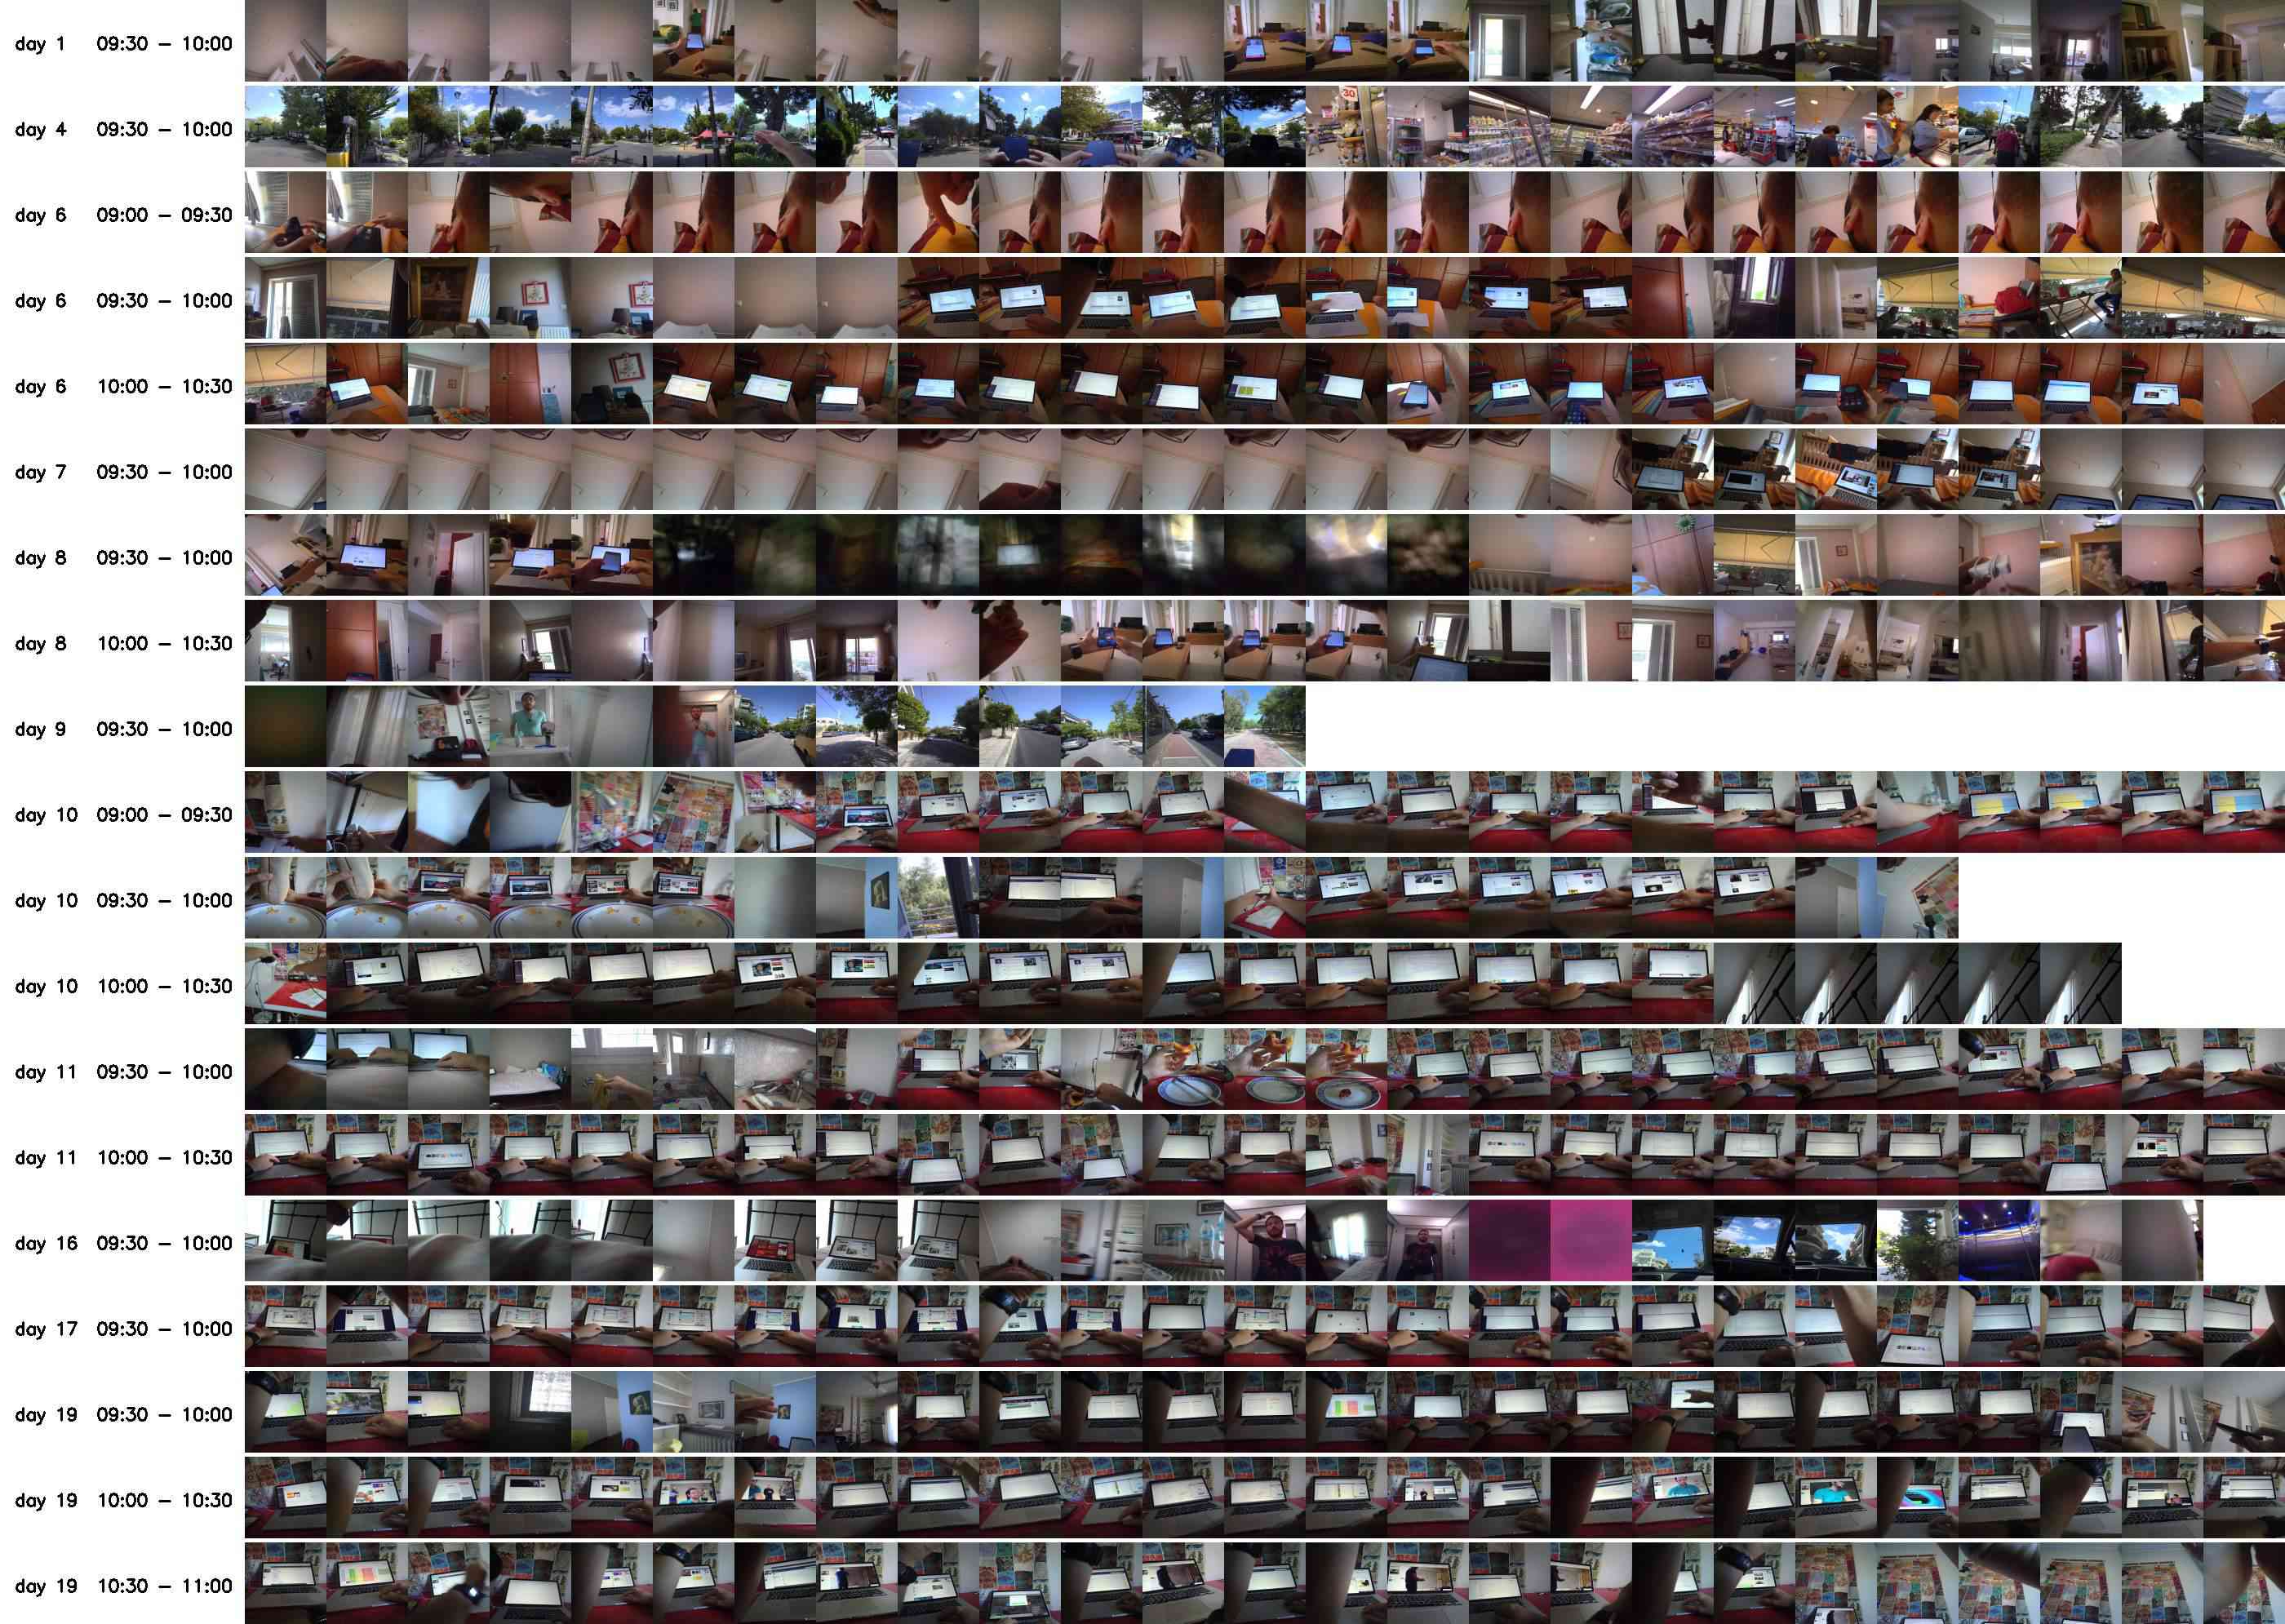 day 1 09:30 – 10:00
day 4 09:30 – 10:00
30
day 6 09:00 – 09:30
day 6 09:30 – 10:00
day 6 10:00 – 10:30
day 7 09:30 – 10:00
day 8 09:30 – 10:00
day 8 10:00 – 10:30
day 9 09:30 – 10:00
day 10 09:00 – 09:30
day 10 09:30 – 10:00
day 10 10:00 – 10:30
day 11 09:30 – 10:00
day 11 10:00 – 10:30
day 16 09:30 – 10:00
day 17 09:30 – 10:00
day 19 09:30 – 10:00
day 19 10:00 – 10:30
day 19 10:30 – 11:00